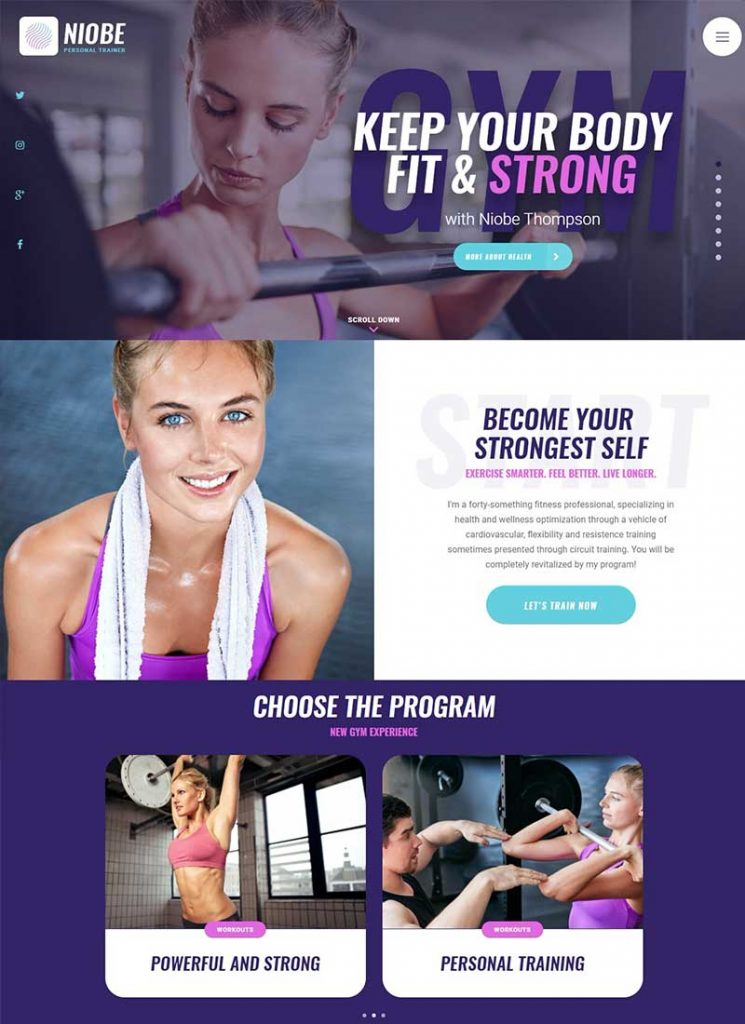 NIOBE
PERSONAL TRAINER
GYM
KEEP YOUR BODY
FIT & STRONG
with Niobe Thompson
MORE ABOUT HEALTH
SCROLL DOWN
START
BECOME YOUR
STRONGEST SELF
EXERCISE SMARTER. FEEL BETTER. LIVE LONGER.
I'm a forty-something fitness professional, specializing in
health and wellness optimization through a vehicle of
cardiovascular, flexibility and resistence training
sometimes presented through circuit training. You will be
completely revitalized by my program!
LET'S TRAIN NOW
CHOOSE THE PROGRAM
NEW GYM EXPERIENCE
WORKOUTS
POWERFUL AND STRONG
WORKOUTS
PERSONAL TRAINING